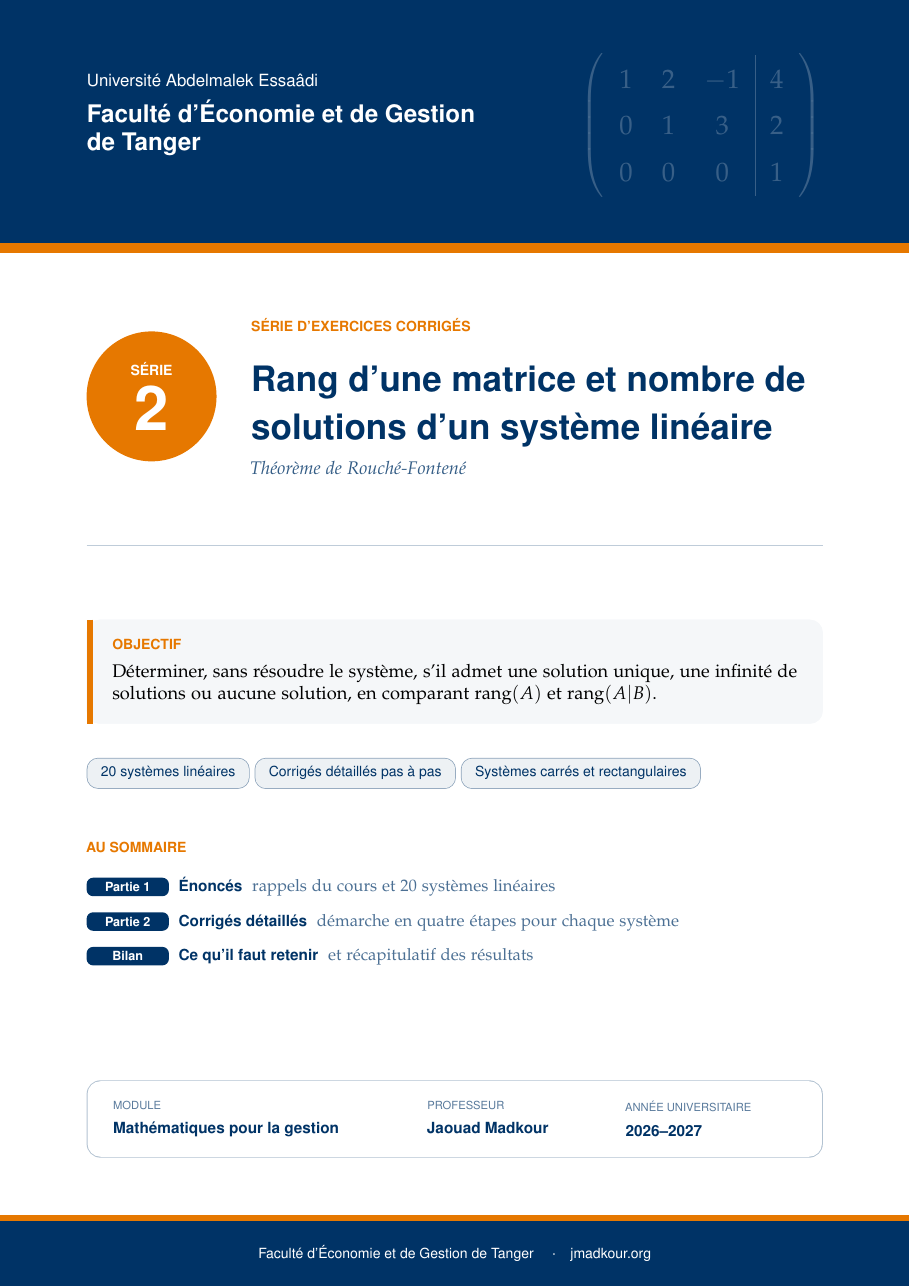 Université Abdelmalek Essaâdi
Faculté d'Économie et de Gestion
de Tanger
1 2 −1 4
0 1 3 2
0 0 0 1
SÉRIE D'EXERCICES CORRIGÉS
SÉRIE
2
Rang d'une matrice et nombre de
solutions d'un système linéaire
Théorème de Rouché-Fontené
OBJECTIF
Déterminer, sans résoudre le système, s'il admet une solution unique, une infinité de
solutions ou aucune solution, en comparant rang(A) et rang(A|B).
20 systèmes linéaires
Corrigés détaillés pas à pas
Systèmes carrés et rectangulaires
AU SOMMAIRE
Partie 1 Énoncés rappels du cours et 20 systèmes linéaires
Partie 2 Corrigés détaillés démarche en quatre étapes pour chaque système
Bilan Ce qu'il faut retenir et récapitulatif des résultats
MODULE
Mathématiques pour la gestion
PROFESSEUR
Jaouad Madkour
ANNÉE UNIVERSITAIRE
2026–2027
Faculté d'Économie et de Gestion de Tanger · jmadkour.org